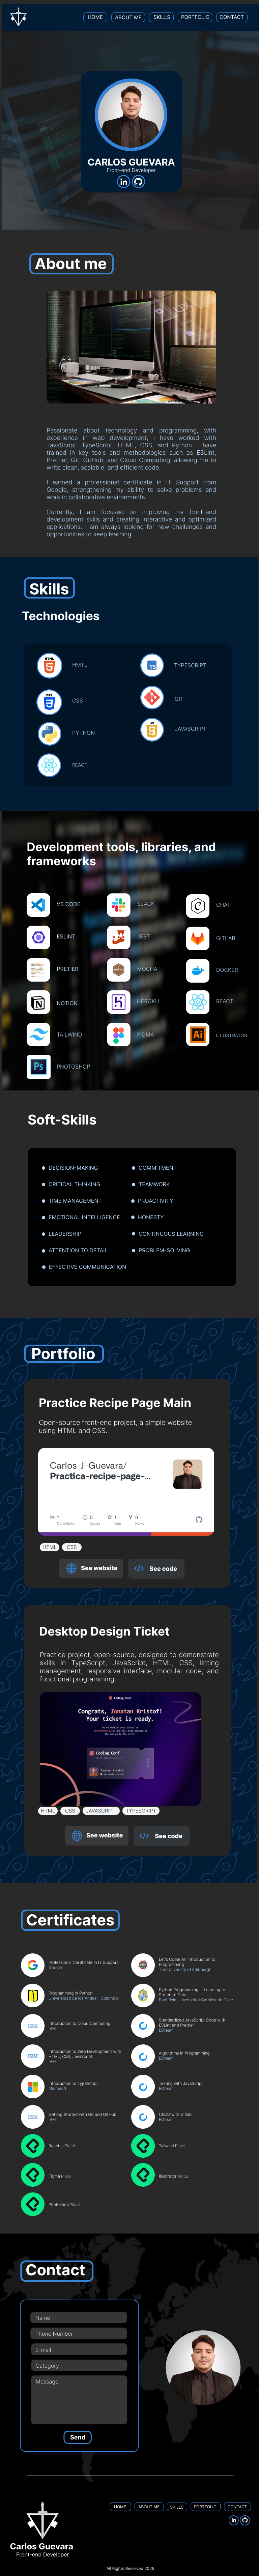 HOME
ABOUT ME
SKILLS
PORTFOLIO
CONTACT
CARLOS GUEVARA
Front-end Developer
About me
Passionate about technology and programming, with
experience in web development, I have worked with
JavaScript, TypeScript, HTML, CSS, and Python. I have
trained in key tools and methodologies such as ESLint,
Prettier, Git, GitHub, and Cloud Computing, allowing me to
write clean, scalable, and efficient code.
I earned a professional certificate in IT Support from
Google, strengthening my ability to solve problems and
work in collaborative environments.
Currently, I am focused on improving my front-end
development skills and creating interactive and optimized
applications. I am always looking for new challenges and
opportunities to keep learning.
Skills
Technologies
HMTL
TYPESCRIPT
CSS
GIT
PYTHON
JAVASCRIPT
REACT
Development tools, libraries, and
frameworks
VS CODE
SLACK
CHAI
ESLINT
JEST
GITLAB
PRETIER
MOCHA
DOCKER
NOTION
HEROKU
REACT
TAILWIND
FIGMA
ILLUSTRATOR
PHOTOSHOP
Soft-Skills
DECISION-MAKING
COMMITMENT
CRITICAL THINKING
TEAMWORK
TIME MANAGEMENT
PROACTIVITY
EMOTIONAL INTELLIGENCE
HONESTY
LEADERSHIP
CONTINUOUS LEARNING
ATTENTION TO DETAIL
PROBLEM-SOLVING
EFFECTIVE COMMUNICATION
Portfolio
Practice Recipe Page Main
Open-source front-end project, a simple website
using HTML and CSS.
Carlos-J-Guevara/
Practica-recipe-page-...
1
Contributor
0
Issues
1
Star
0
Forks
HTML
CSS
See website
See code
Desktop Design Ticket
Practice project, open-source, designed to demonstrate
skills in TypeScript, JavaScript, HTML, CSS, linting
management, responsive interface, modular code, and
functional programming.
Coding Conf
Congrats, Jonatan Kristof!
Your ticket is ready.
Coding Conf
HTML
CSS
JAVASCRIPT
TYPESCRIPT
See website
See code
Certificates
Professional Certificate in IT Support
Google
Let's Code! An Introduction to
Programming
The University of Edinburgh
Programming in Python
Universidad de los Andes - Colombia
Python Programming II: Learning to
Structure Data
Pontificia Universidad Católica de Chile
Introduction to Cloud Computing
IBM
Standardized JavaScript Code with
ESLint and Prettier
EDteam
Introduction to Web Development with
HTML, CSS, JavaScript
IBM
Algorithms in Programming
EDteam
Introduction to TypeScript
Microsoft
Testing with JavaScript
EDteam
Getting Started with Git and GitHub
IBM
CI/CD with Gitlab
EDteam
React.js Platzi
Tailwind Platzi
Figma Platzi
Illustrator Platzi
Photoshop Platzi
Contact
Name
Phone Number
E-mail
Category
Message
Send
HOME
ABOUT ME
SKILLS
PORTFOLIO
CONTACT
Carlos Guevara
Front-end Developer
All Rights Reserved 2025